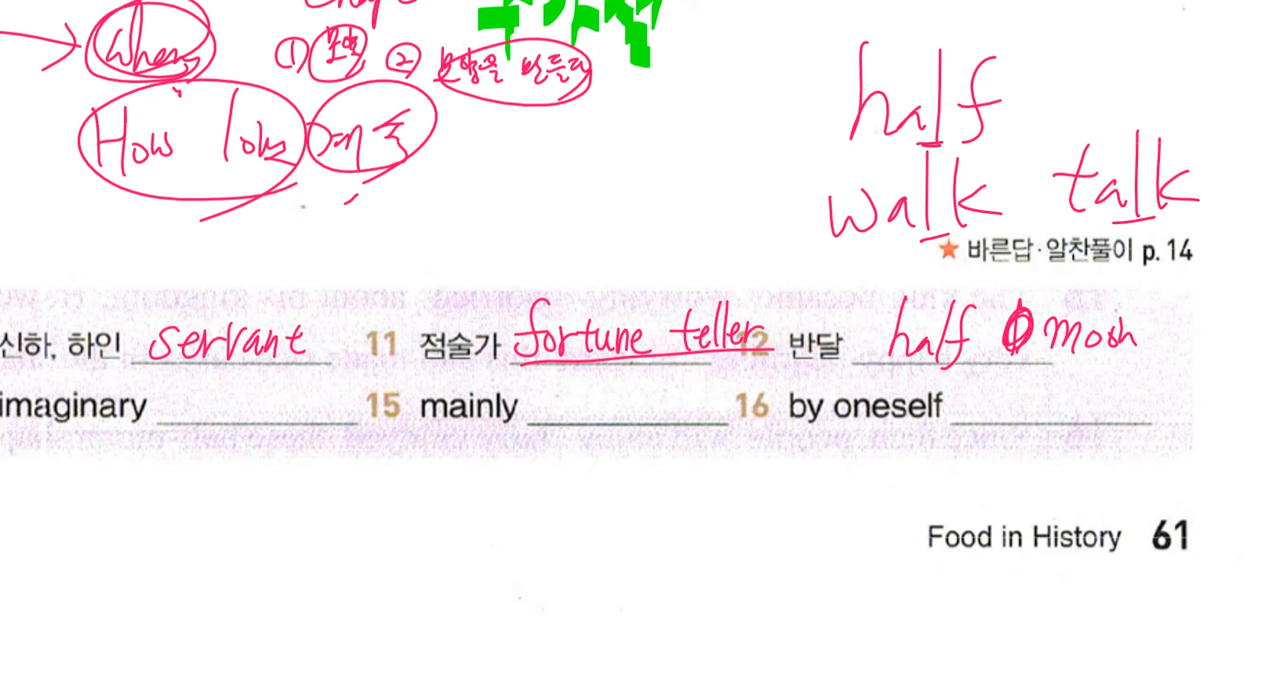 ① 모양 ② 모양을 만들다
How long 계속
half
walk talk
★ 바른답·알찬풀이 p. 14
신하, 하인 servant 11 점술가 fortune teller 12 반달 half moon
imaginary 15 mainly 16 by oneself
Food in History 61